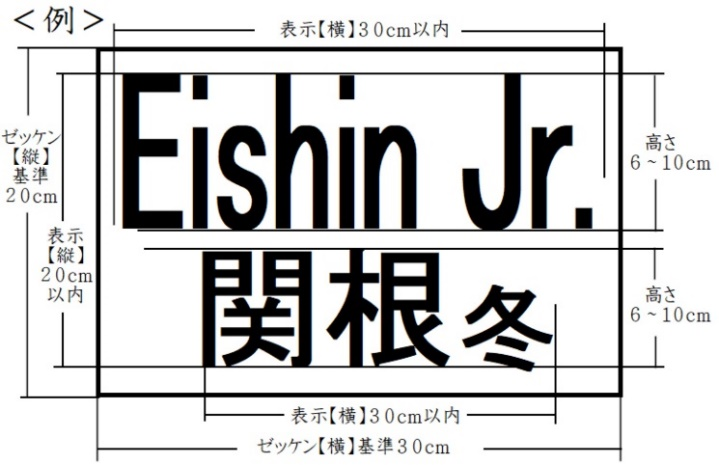 ＜例＞
表示【横】30cm以内
ゼッケン
【縦】
基準
20cm
表示
【縦】
20cm
以内
Eishin Jr.
高さ
6~10cm
関根冬
高さ
6~10cm
表示【横】30cm以内
ゼッケン【横】基準30cm